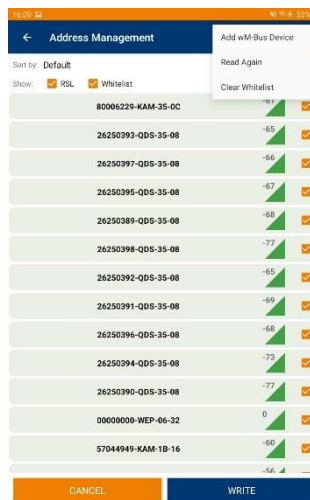 16:09 53%
Address Management
Add wM-Bus Device
Read Again
Clear Whitelist
Sort by: Default
Show: RSL Whitelist
80006229-KAM-35-0C -61
26250393-QDS-35-08 -65
26250397-QDS-35-08 -66
26250395-QDS-35-08 -67
26250389-QDS-35-08 -68
26250398-QDS-35-08 -77
26250392-QDS-35-08 -65
26250391-QDS-35-08 -69
26250396-QDS-35-08 -68
26250394-QDS-35-08 -73
26250390-QDS-35-08 -77
00000000-WEP-06-32 0
57044949-KAM-1B-16 -60
-56
CANCEL WRITE